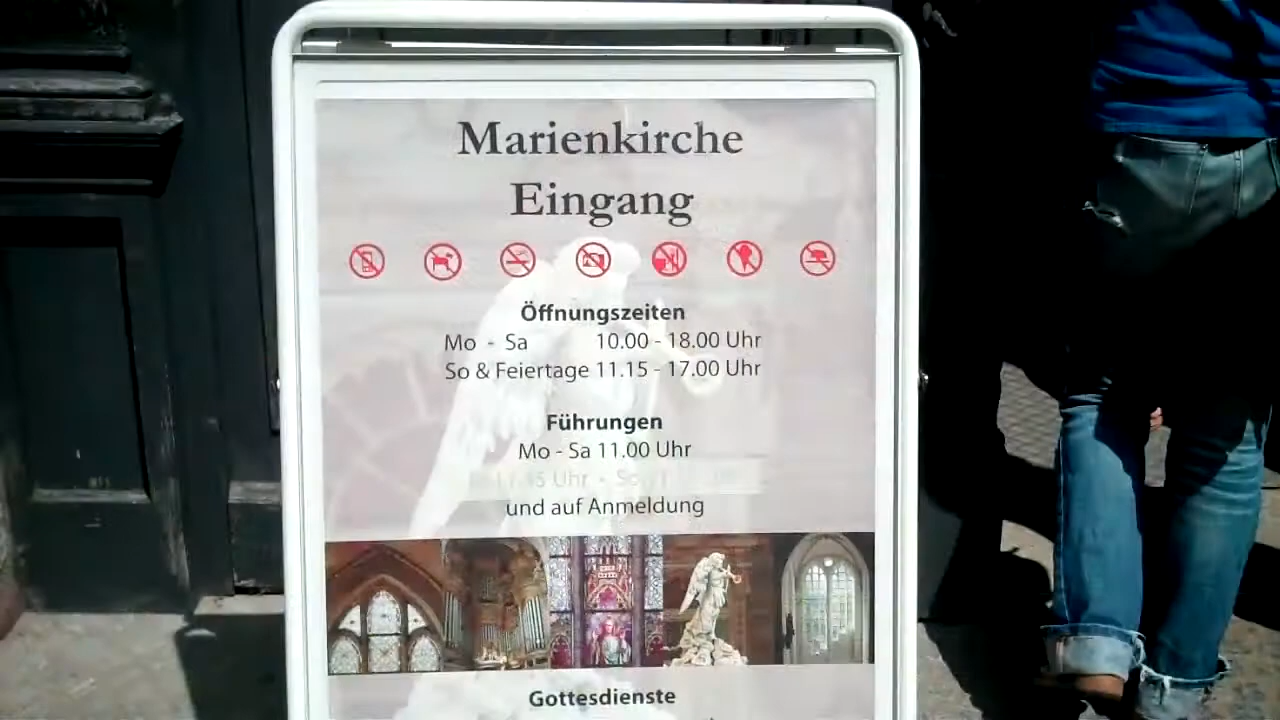 Marienkirche
Eingang
Öffnungszeiten
Mo - Sa 10.00 - 18.00 Uhr
So & Feiertage 11.15 - 17.00 Uhr
Führungen
Mo - Sa 11.00 Uhr
und auf Anmeldung
Gottesdienste